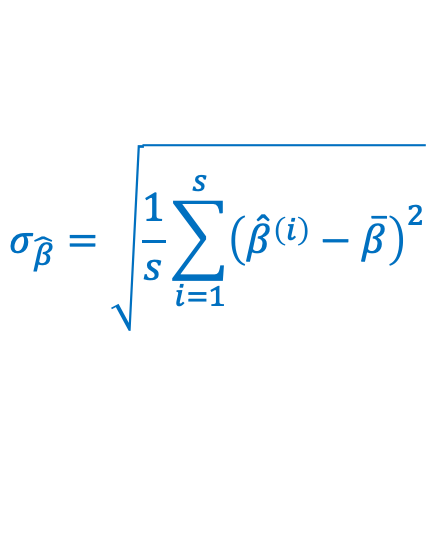 σ_β̂ = √(1/s ∑_{i=1}^{s} (β̂^{(i)} − β̄)²)